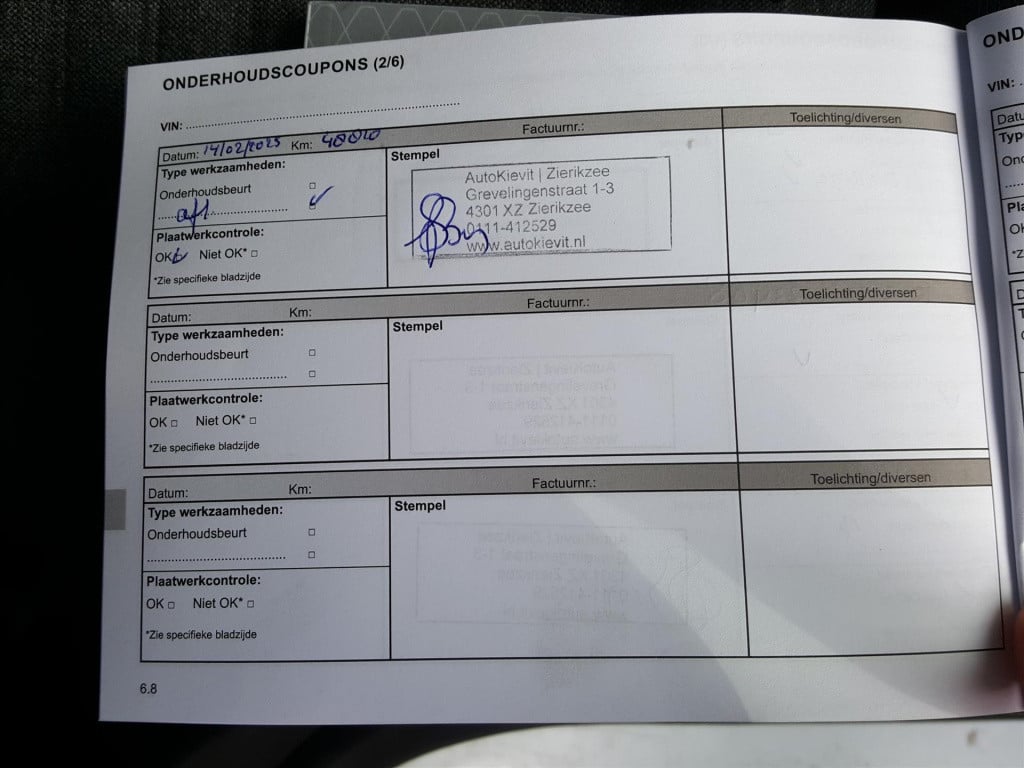 ONDERHOUDSCOUPONS (2/6)
VIN:
Datum: 14/02/2025 Km: Factuurnr.: Toelichting/diversen
Type werkzaamheden:
Onderhoudsbeurt
afl
Plaatwerkcontrole:
OK Niet OK*
*Zie specifieke bladzijde
Stempel
AutoKievit | Zierikzee
Grevelingenstraat 1-3
4301 XZ Zierikzee
0111-412529
www.autokievit.nl
Datum: Km: Factuurnr.: Toelichting/diversen
Type werkzaamheden:
Onderhoudsbeurt
Plaatwerkcontrole:
OK Niet OK*
*Zie specifieke bladzijde
Stempel
Datum: Km: Factuurnr.: Toelichting/diversen
Type werkzaamheden:
Onderhoudsbeurt
Plaatwerkcontrole:
OK Niet OK*
*Zie specifieke bladzijde
Stempel
6.8
OND
VIN: